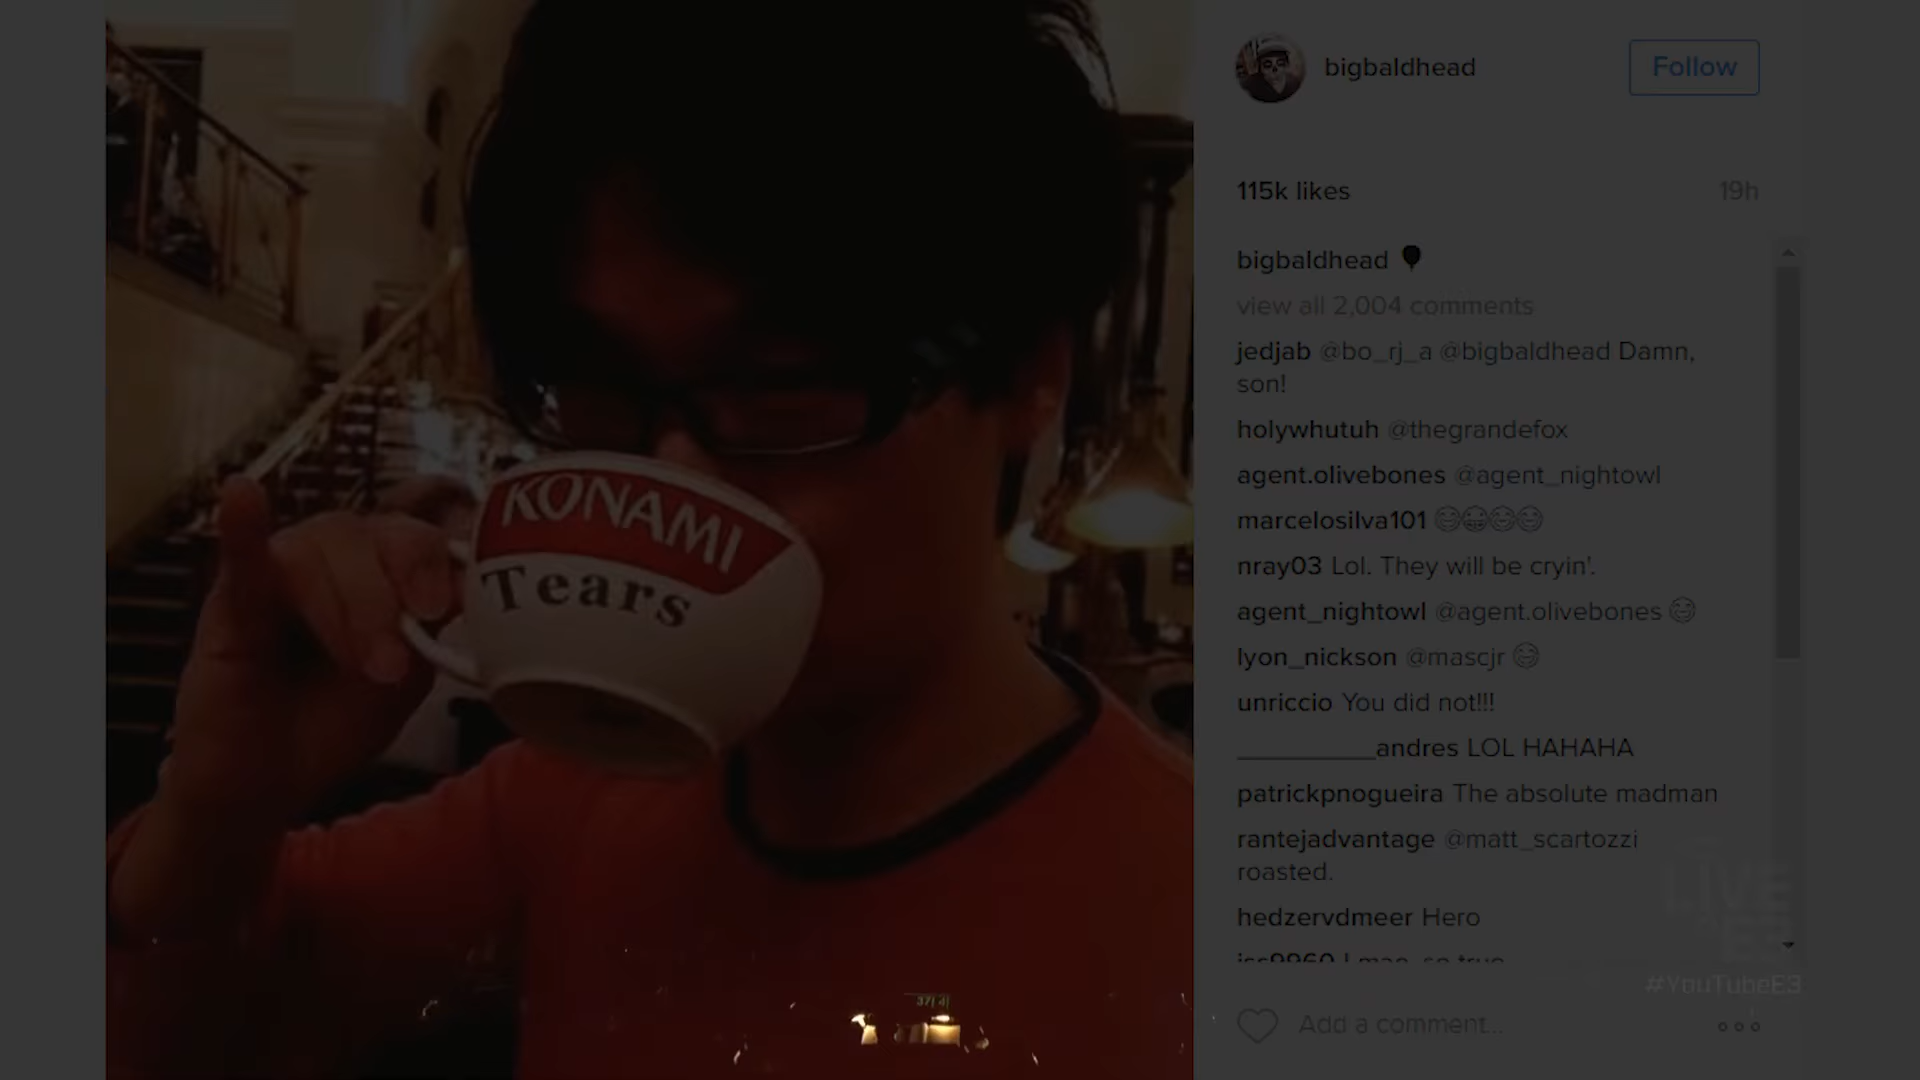 KONAMI
Tears
bigbaldhead
Follow
115k likes
19h
bigbaldhead
view all 2,004 comments
jedjab @bo_rj_a @bigbaldhead Damn,
son!
holywhutuh @thegrandefox
agent.olivebones @agent_nightowl
marcelosilva101 😅😂😅😅
nray03 Lol. They will be cryin'.
agent_nightowl @agent.olivebones 😅
lyon_nickson @mascjr 😅
unriccio You did not!!!
__________andres LOL HAHAHA
patrickpnogueira The absolute madman
rantejadvantage @matt_scartozzi
roasted.
hedzervdmeer Hero
LIVE
E3
#YouTubeE3
Add a comment...